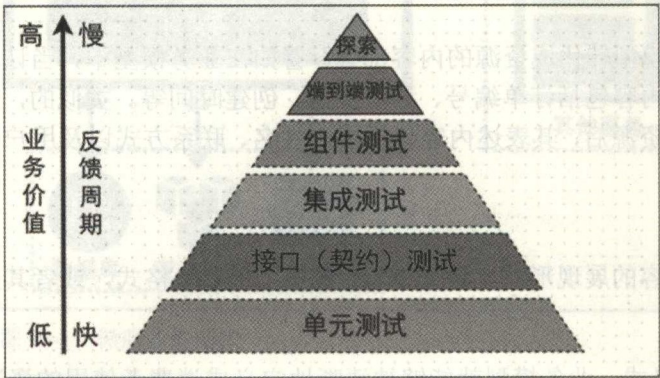 高 慢
业务价值
反馈周期
低 快
探索
端到端测试
组件测试
集成测试
接口（契约）测试
单元测试